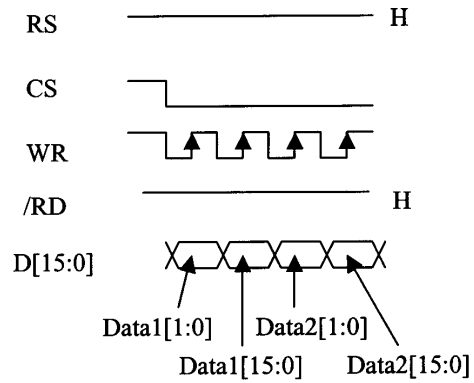 RS H
CS
WR
/RD H
D[15:0]
Data1[1:0] Data2[1:0]
Data1[15:0] Data2[15:0]